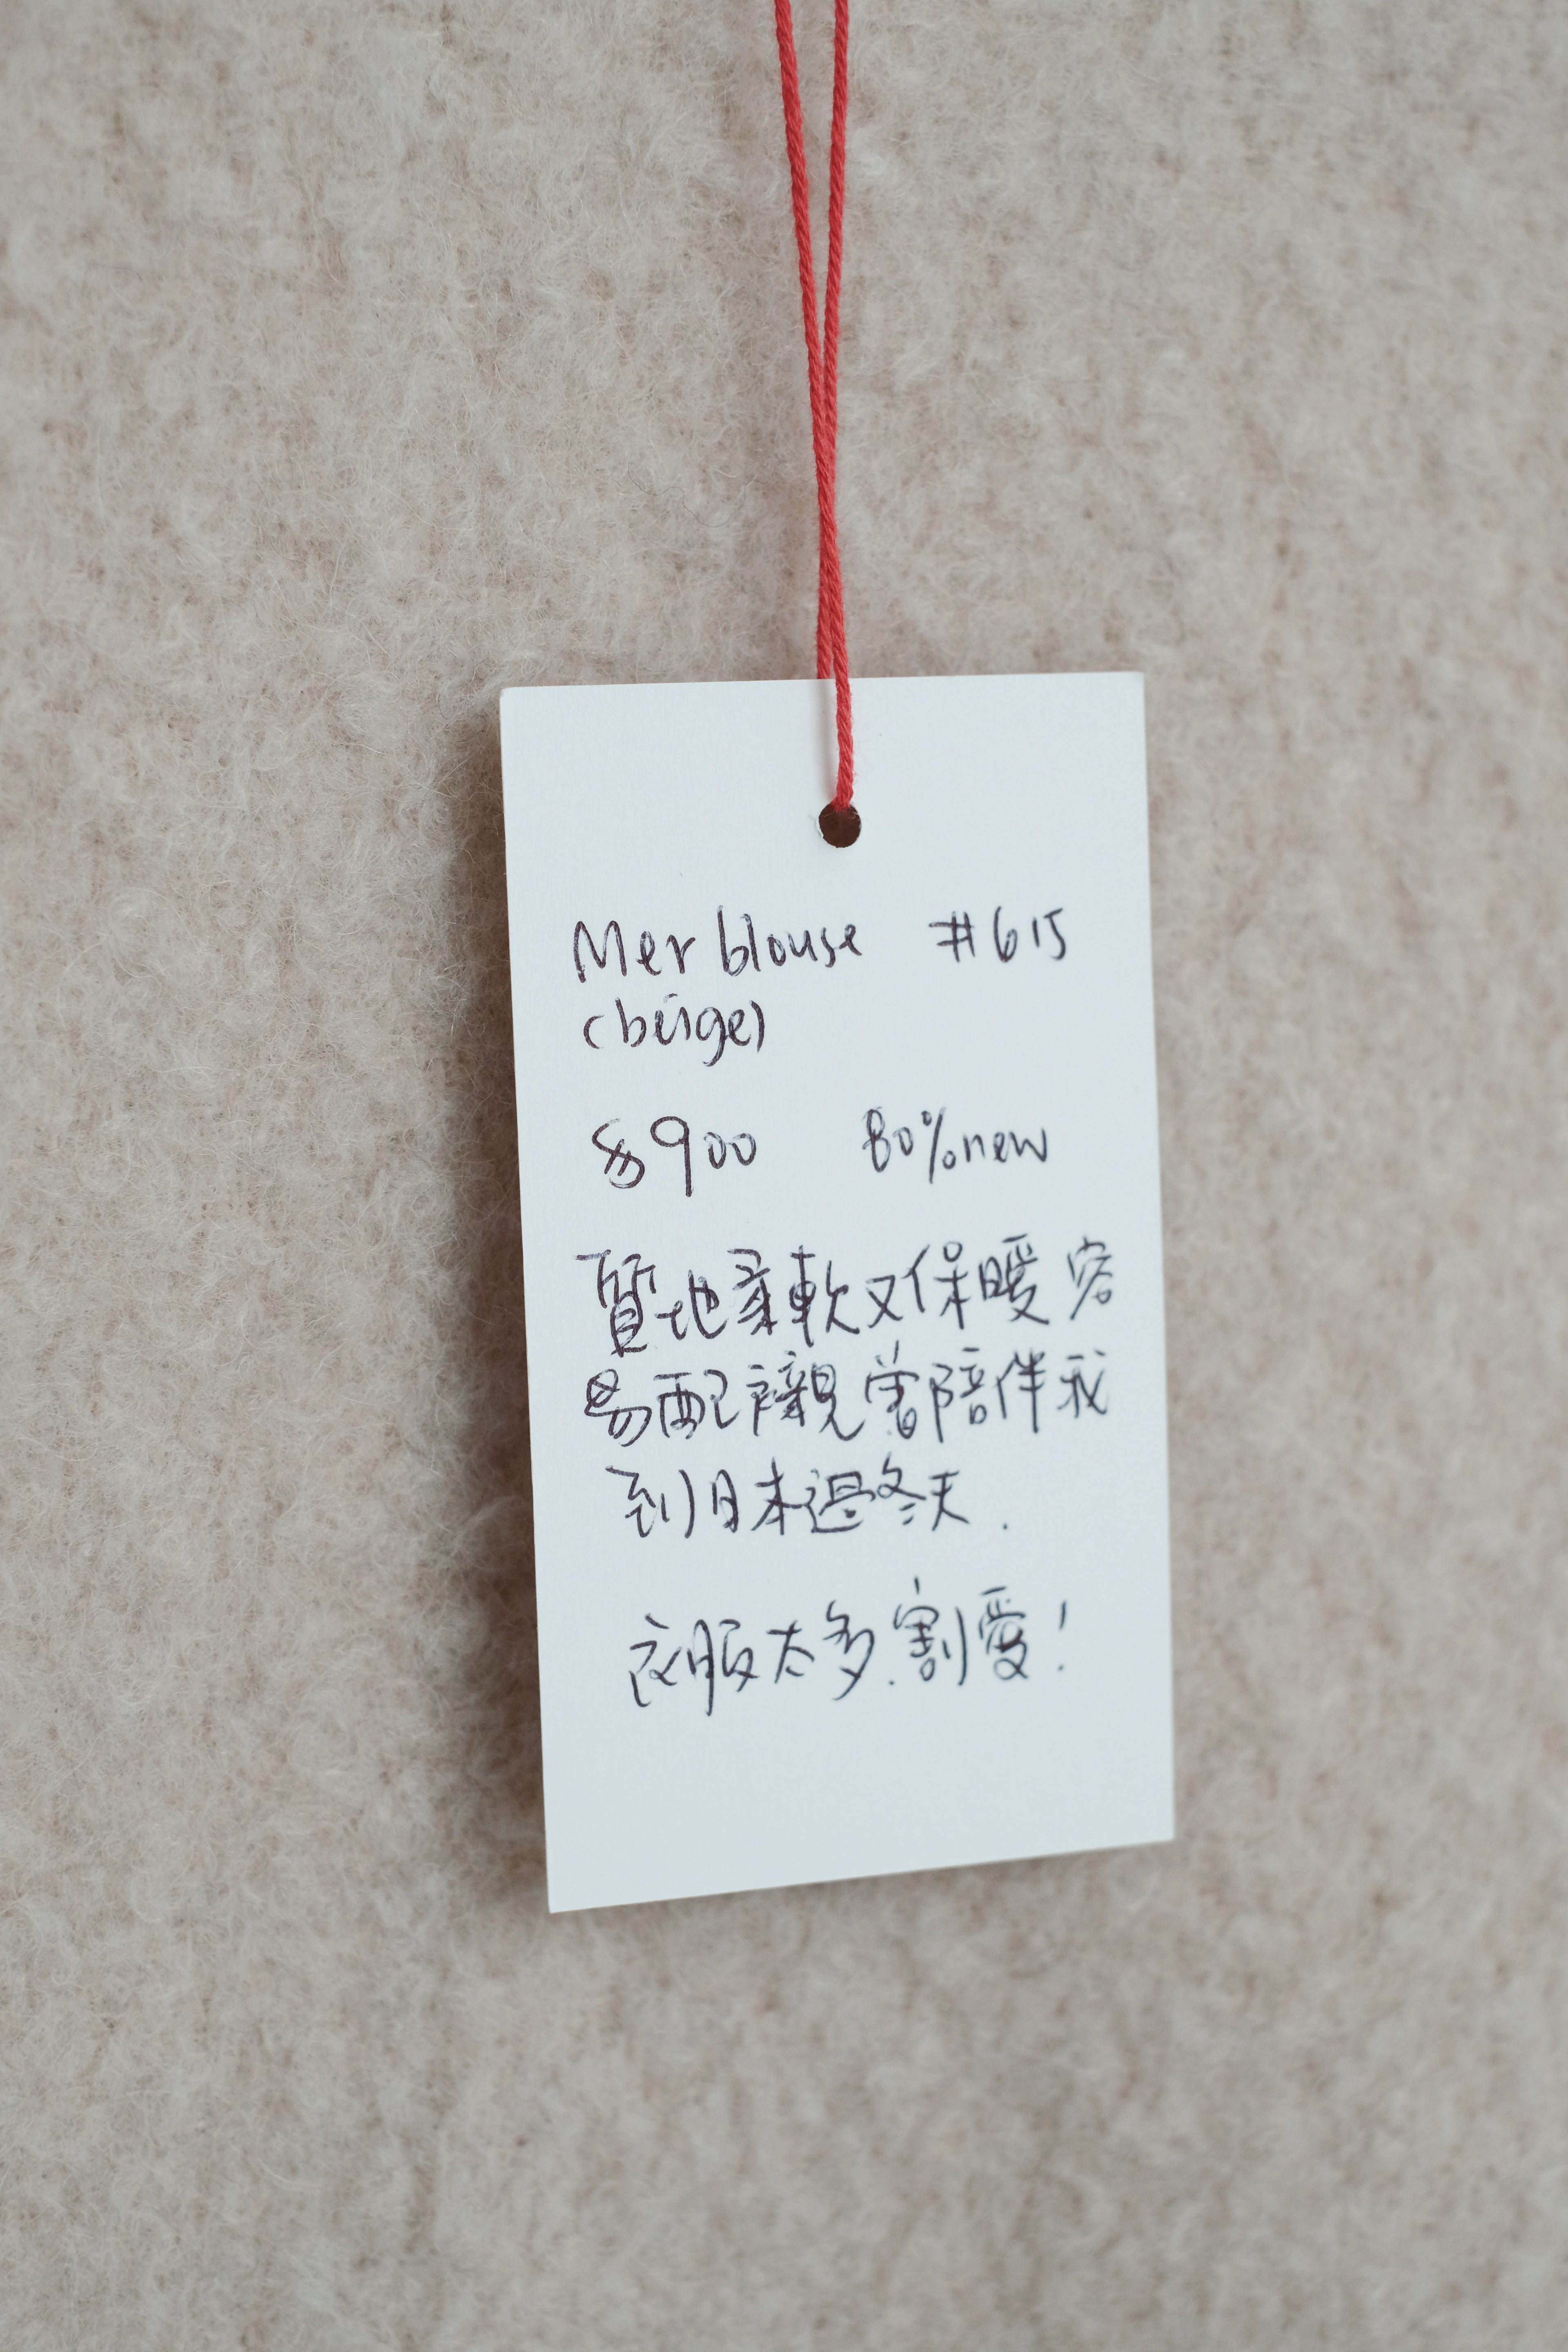 Mer blouse #615
(beige)
$900 80%new
質地柔軟又保暖 容
易配襯 曾陪伴我
到日本過冬天.
衣服太多.割愛!